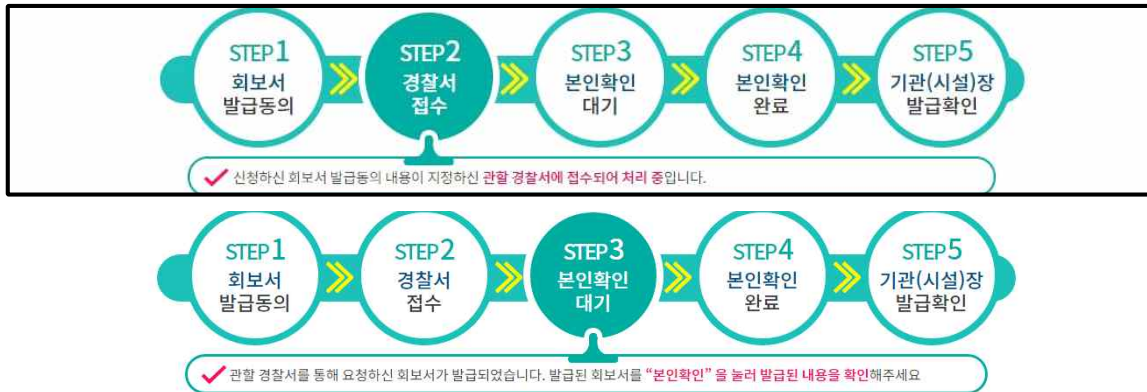 STEP1
회보서
발급동의
STEP2
경찰서
접수
STEP3
본인확인
대기
STEP4
본인확인
완료
STEP5
기관(시설)장
발급확인
신청하신 회보서 발급동의 내용이 지정하신 관할 경찰서에 접수되어 처리 중입니다.
STEP1
회보서
발급동의
STEP2
경찰서
접수
STEP3
본인확인
대기
STEP4
본인확인
완료
STEP5
기관(시설)장
발급확인
관할 경찰서를 통해 요청하신 회보서가 발급되었습니다. 발급된 회보서를 “본인확인” 을 눌러 발급된 내용을 확인해주세요